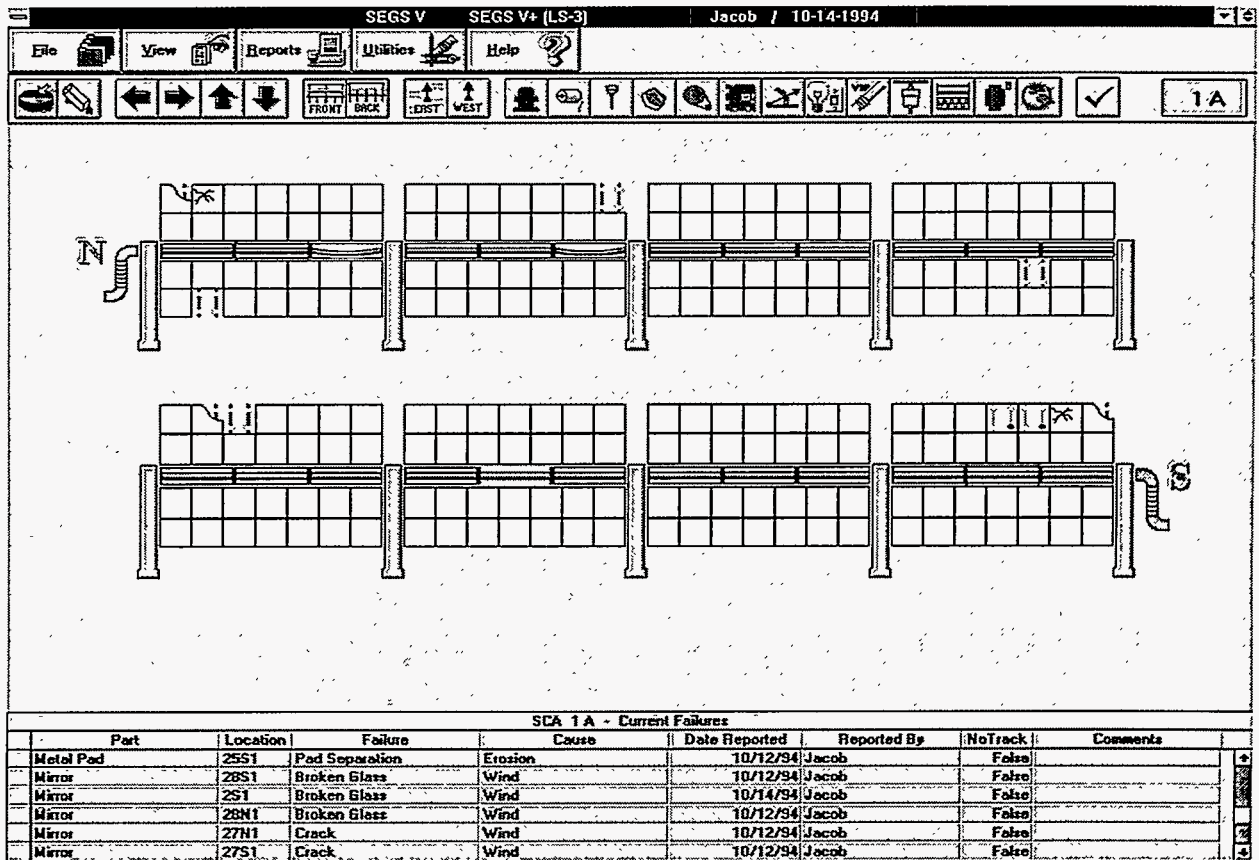 SEGS V SEGS V+ (LS-3) Jacob / 10-14-1994
File View Reports Utilities Help
FRONT BACK EAST WEST 1A
N
S
SCA 1 A - Current Failures
Part Location Failure Cause Date Reported Reported By NoTrack Comments
Metal Pad 25S1 Pad Separation Erosion 10/12/94 Jacob False
Mirror 28S1 Broken Glass Wind 10/12/94 Jacob False
Mirror 2S1 Broken Glass Wind 10/14/94 Jacob False
Mirror 28N1 Broken Glass Wind 10/12/94 Jacob False
Mirror 27N1 Crack Wind 10/12/94 Jacob False
Mirror 27S1 Crack Wind 10/12/94 Jacob False